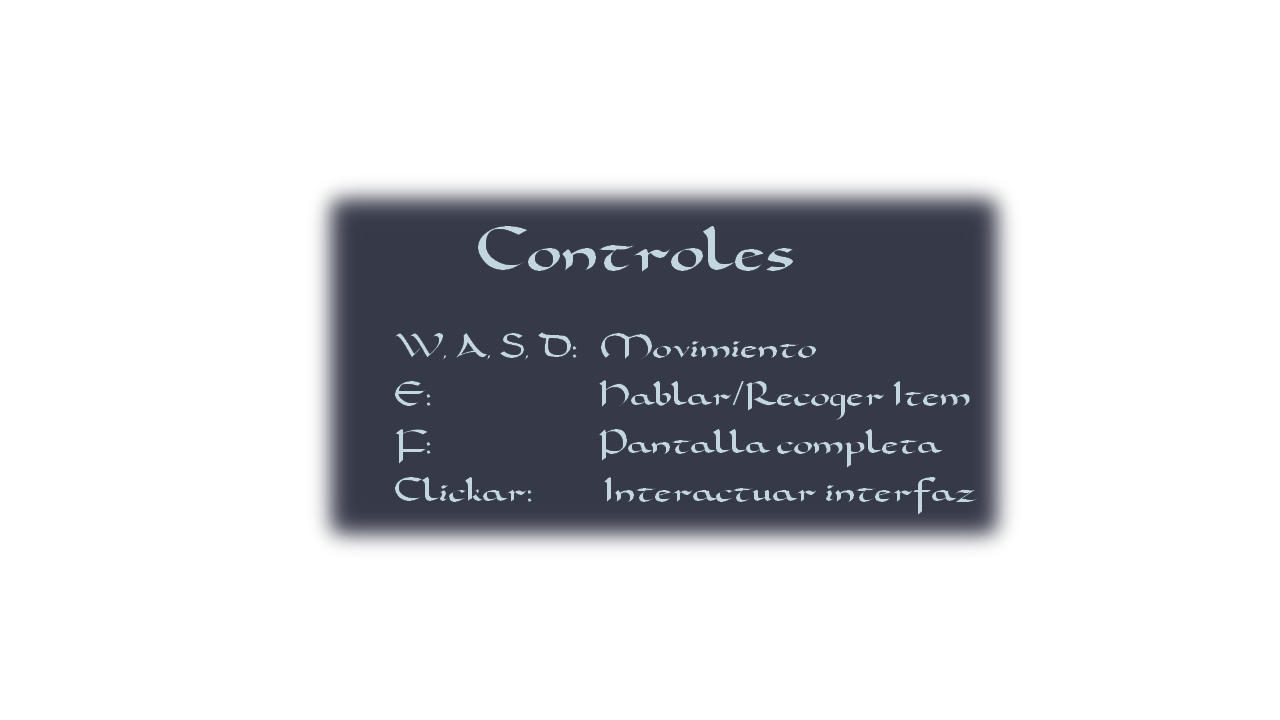 Controles
W, A, S, D: Movimiento
E: Hablar/Recoger Item
F: Pantalla completa
Clickar: Interactuar interfaz